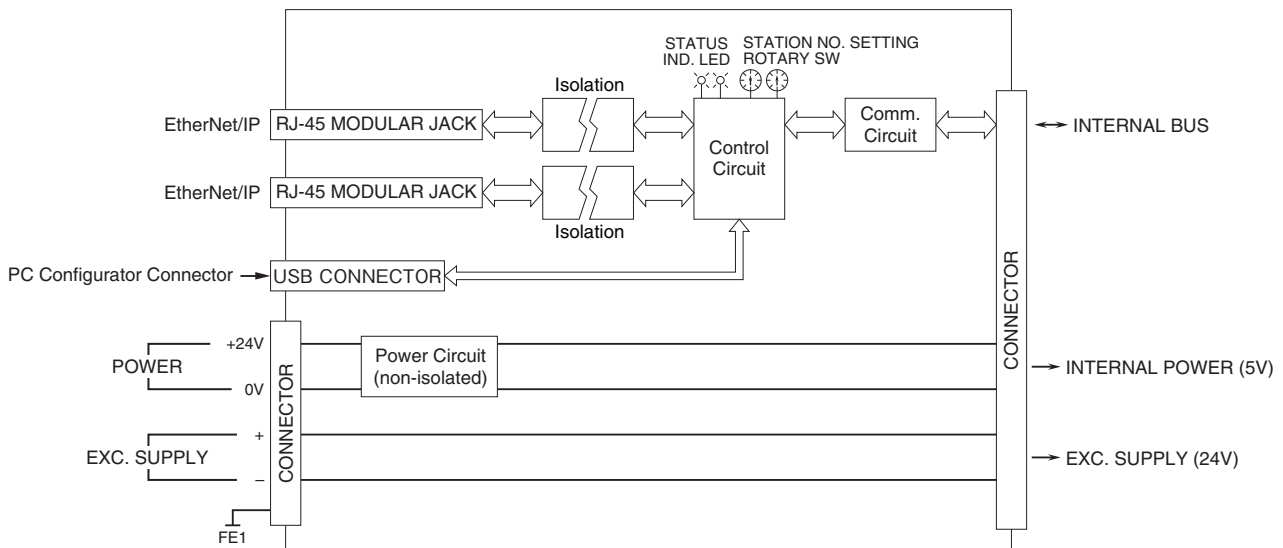 STATUS
IND. LED
STATION NO. SETTING
ROTARY SW
Isolation
EtherNet/IP
RJ-45 MODULAR JACK
Control
Circuit
Comm.
Circuit
INTERNAL BUS
EtherNet/IP
RJ-45 MODULAR JACK
Isolation
PC Configurator Connector
USB CONNECTOR
CONNECTOR
+24V
POWER
0V
Power Circuit
(non-isolated)
INTERNAL POWER (5V)
CONNECTOR
+
EXC. SUPPLY
–
EXC. SUPPLY (24V)
FE1